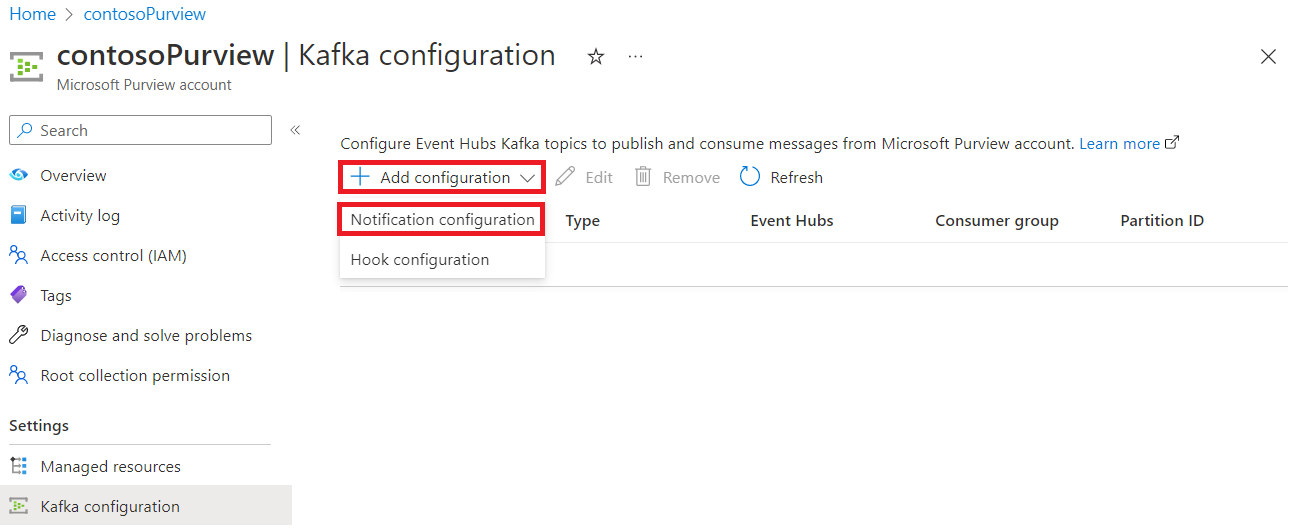 Home > contosoPurview
contosoPurview | Kafka configuration
Microsoft Purview account
Search
Overview
Activity log
Access control (IAM)
Tags
Diagnose and solve problems
Root collection permission
Settings
Managed resources
Kafka configuration
Configure Event Hubs Kafka topics to publish and consume messages from Microsoft Purview account. Learn more
Add configuration Edit Remove Refresh
Notification configuration Type Event Hubs Consumer group Partition ID
Hook configuration